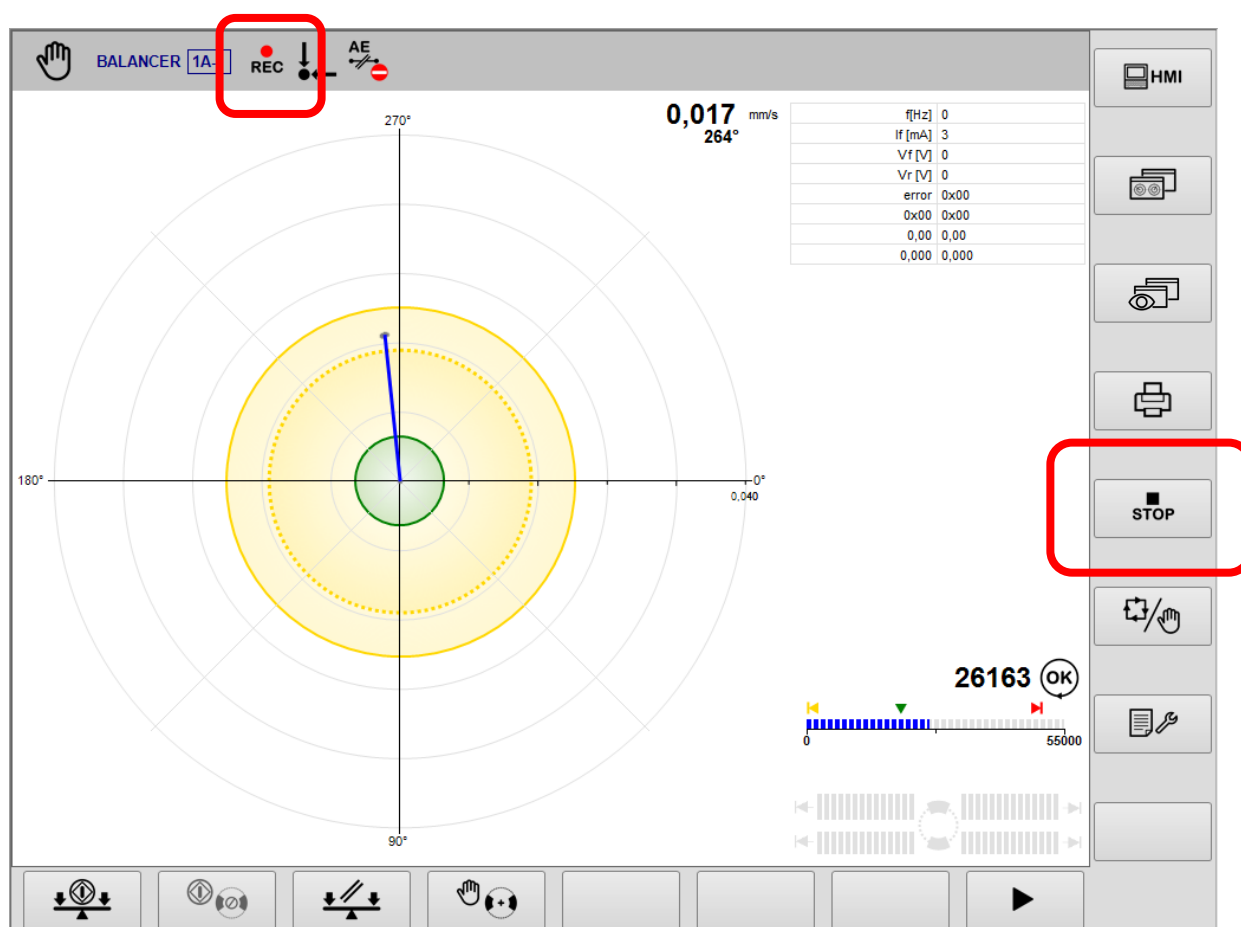 BALANCER 1A-
REC
AE
HMI
270°
0,017 mm/s
264°
f[Hz] 0
If [mA] 3
Vf [V] 0
Vr [V] 0
error 0x00
0x00 0x00
0,00 0,00
0,000 0,000
180°
0°
0,040
STOP
26163 OK
0
55000
90°